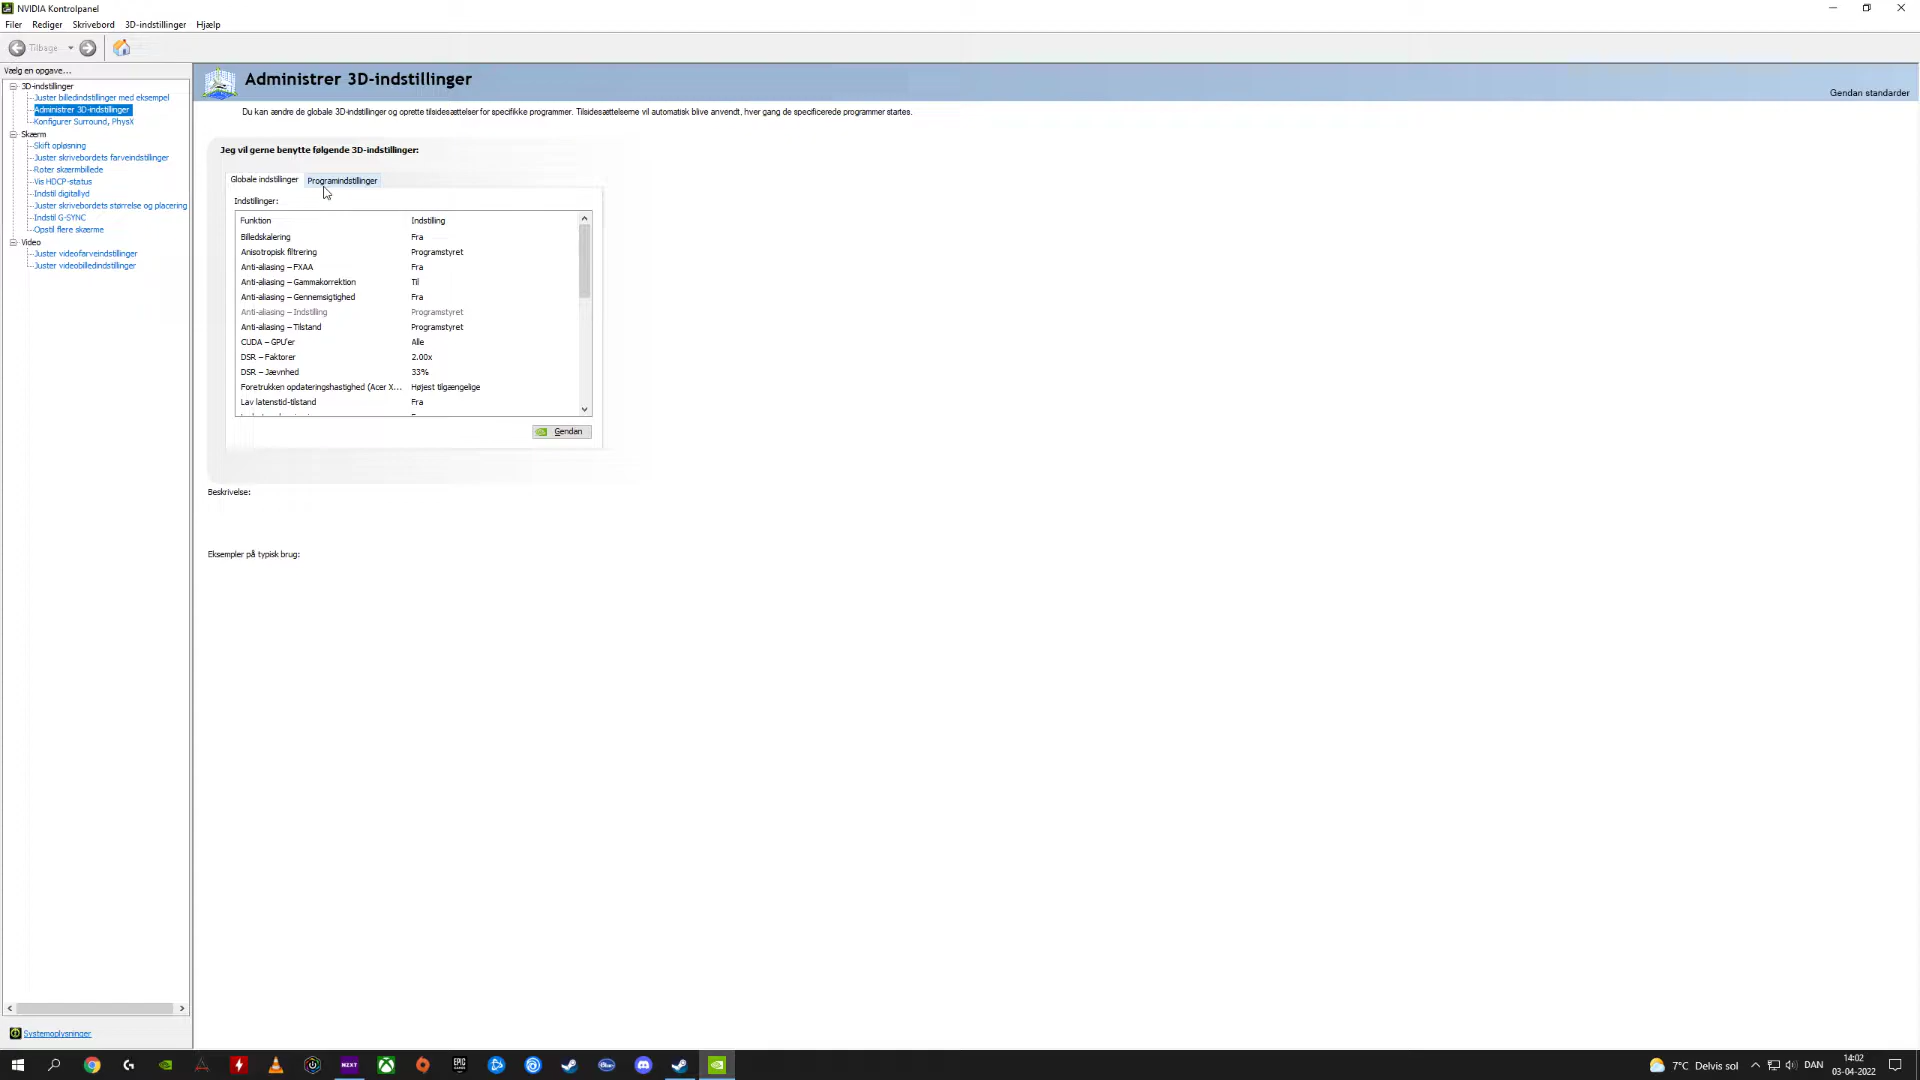 NVIDIA Kontrolpanel
Filer Rediger Skrivebord 3D-indstillinger Hjælp
Tilbage
Vælg en opgave...
3D-indstillinger
Juster billedindstillinger med eksempel
Administrer 3D-indstillinger
Konfigurer Surround, PhysX
Skærm
Skift opløsning
Juster skrivebordets farveindstillinger
Roter skærmbillede
Vis HDCP-status
Indstil digitallyd
Juster skrivebordets størrelse og placering
Indstil G-SYNC
Opstil flere skærme
Video
Juster videofarveindstillinger
Juster videobilledindstillinger
Systemoplysninger
Administrer 3D-indstillinger
Gendan standarder
Du kan ændre de globale 3D-indstillinger og oprette tilsidesættelser for specifikke programmer. Tilsidesættelserne vil automatisk blive anvendt, hver gang de specificerede programmer startes.
Jeg vil gerne benytte følgende 3D-indstillinger:
Globale indstillinger Programindstillinger
Indstillinger:
Funktion Indstilling
Billedskalering Fra
Anisotropisk filtrering Programstyret
Anti-aliasing – FXAA Fra
Anti-aliasing – Gammakorrektion Til
Anti-aliasing – Gennemsigtighed Fra
Anti-aliasing – Indstilling Programstyret
Anti-aliasing – Tilstand Programstyret
CUDA – GPU'er Alle
DSR – Faktorer 2.00x
DSR – Jævnhed 33%
Foretrukken opdateringshastighed (Acer X... Højest tilgængelige
Lav latenstid-tilstand Fra
Gendan
Beskrivelse:
Eksempler på typisk brug:
NZXT
EPIC
7°C Delvis sol
DAN
14:02
03-04-2022